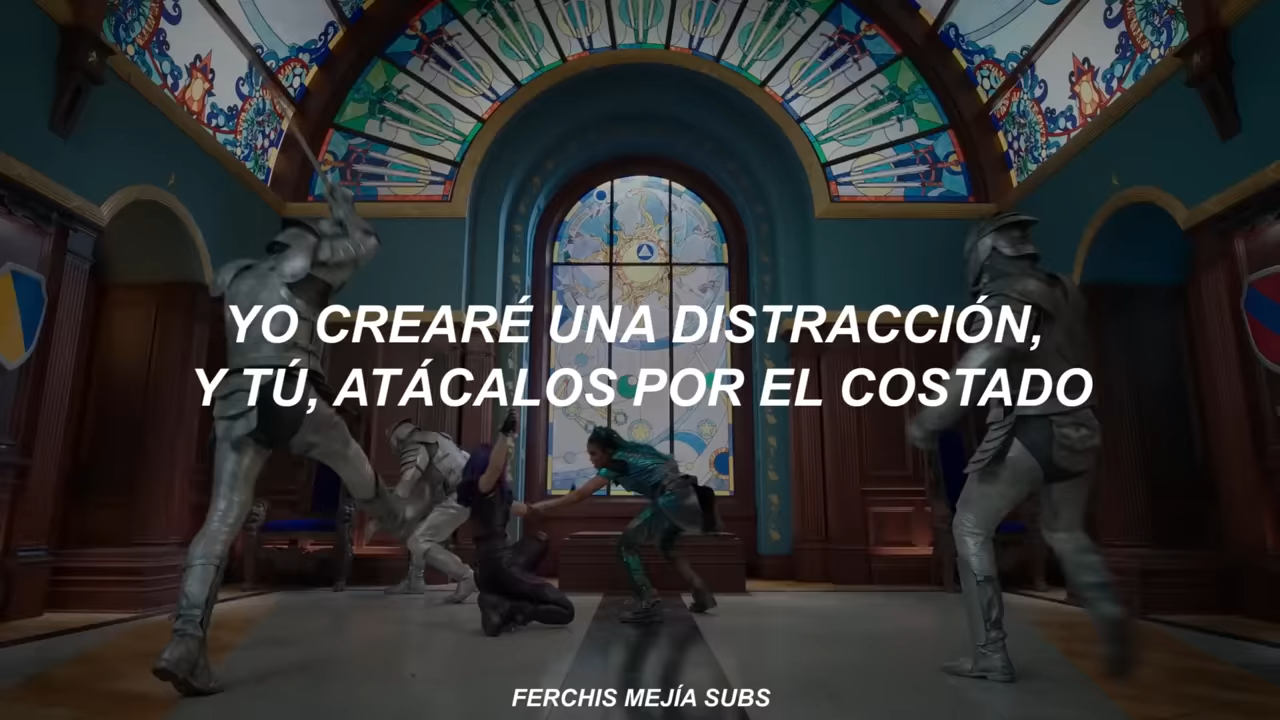 YO CREARÉ UNA DISTRACCIÓN,
Y TÚ, ATÁCALOS POR EL COSTADO
FERCHIS MEJÍA SUBS